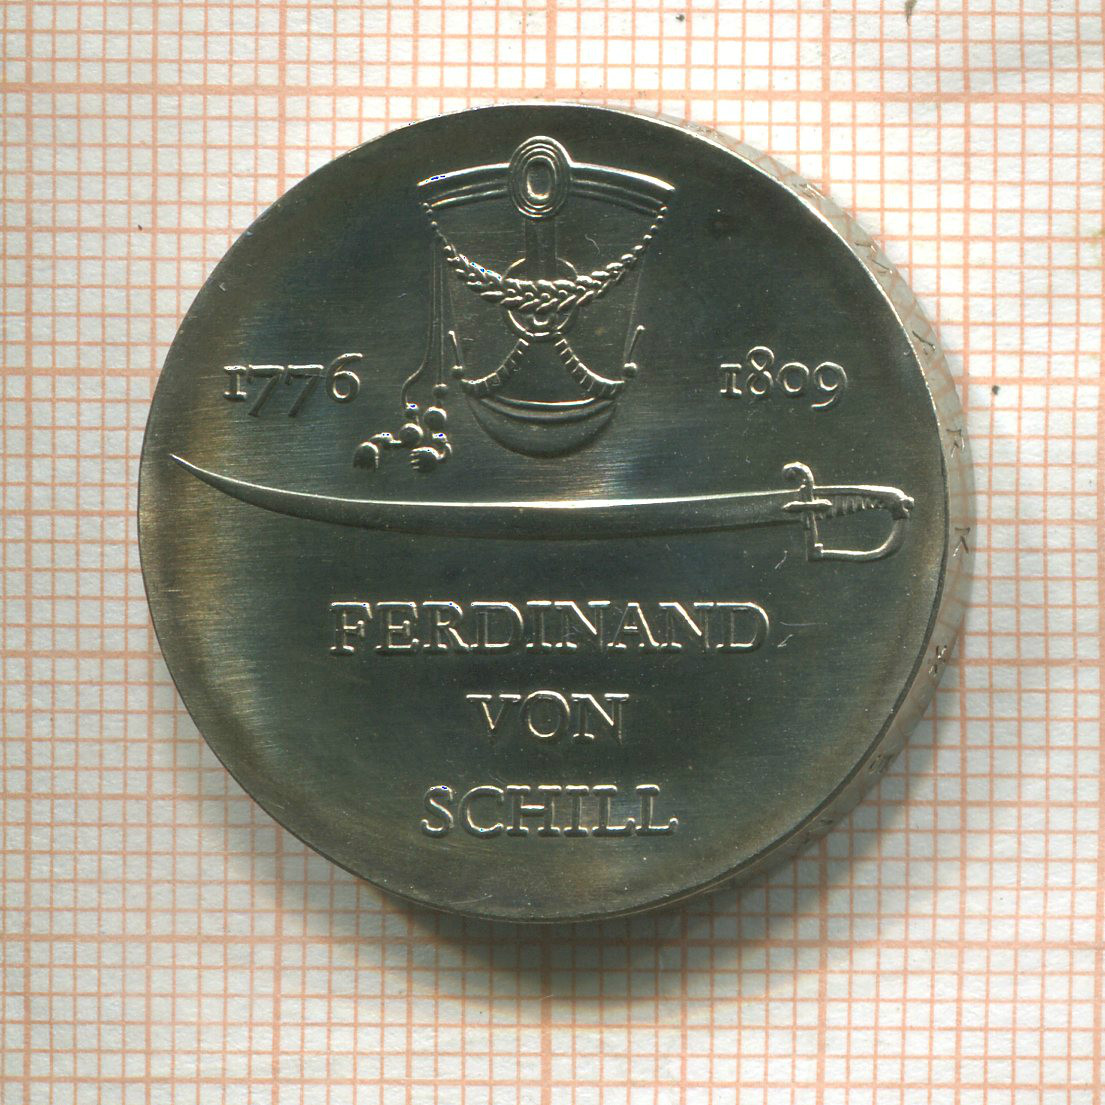 1776 1809
FERDINAND
VON
SCHILL